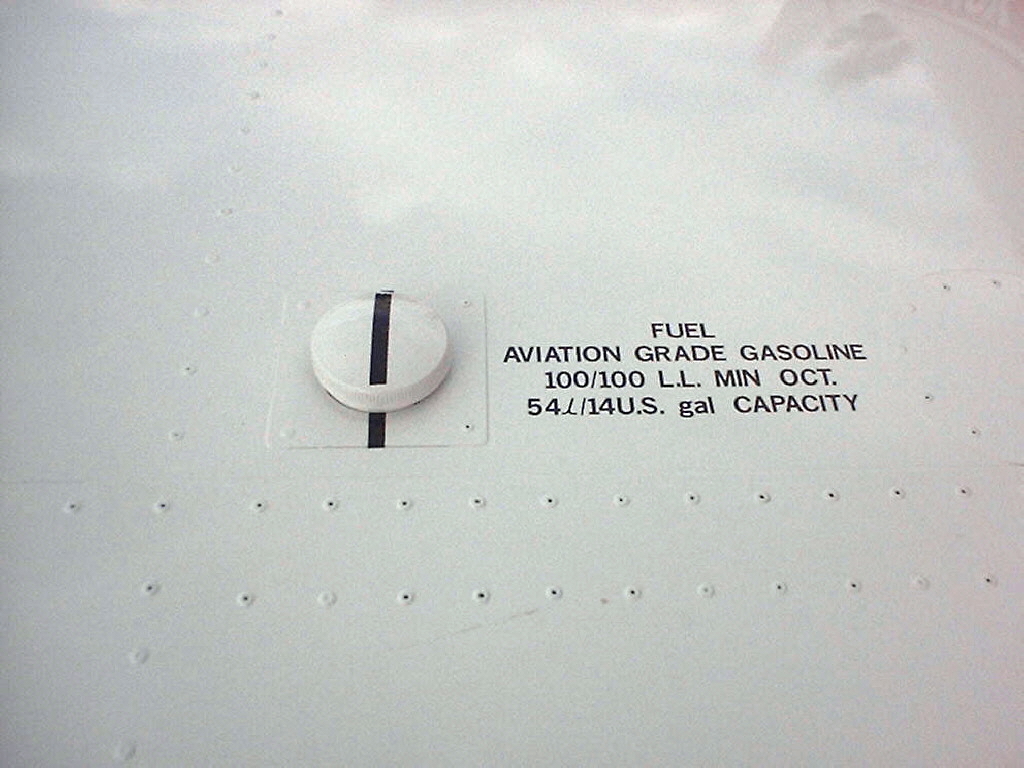 FUEL
AVIATION GRADE GASOLINE
100/100 L.L. MIN OCT.
54ℓ/14U.S. gal CAPACITY